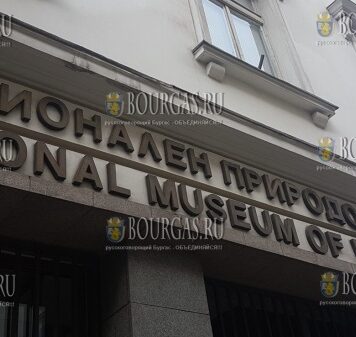 ИОНАЛЕН ПРИРОДО
ONAL MUSEUM OF
BOURGAS.RU
русскоговорящий Бургас - ОБЪЕДИНЯЙСЯ!!!